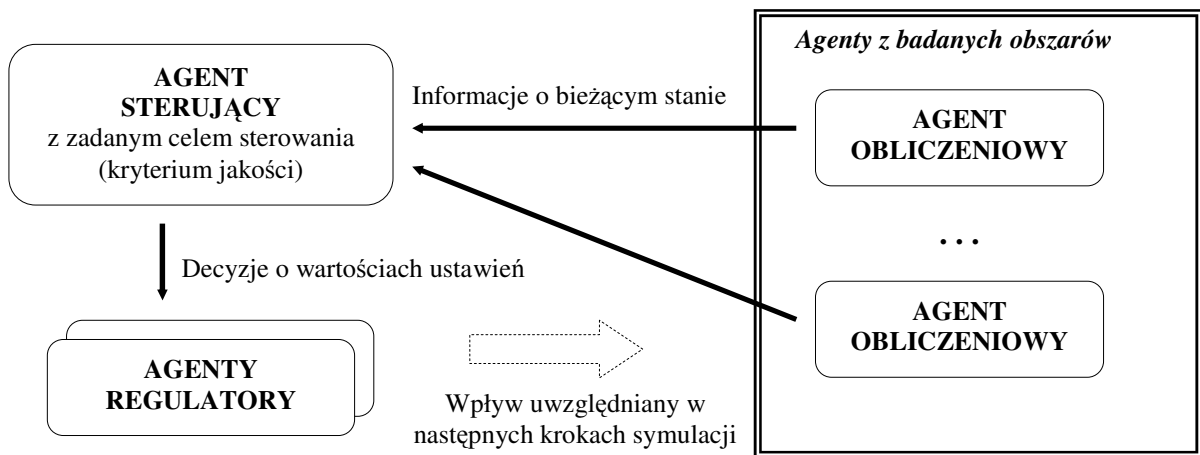 AGENT
STERUJĄCY
z zadanym celem sterowania
(kryterium jakości)
Informacje o bieżącym stanie
Agenty z badanych obszarów
AGENT
OBLICZENIOWY
. . .
AGENT
OBLICZENIOWY
Decyzje o wartościach ustawień
AGENTY
REGULATORY
Wpływ uwzględniany w
następnych krokach symulacji